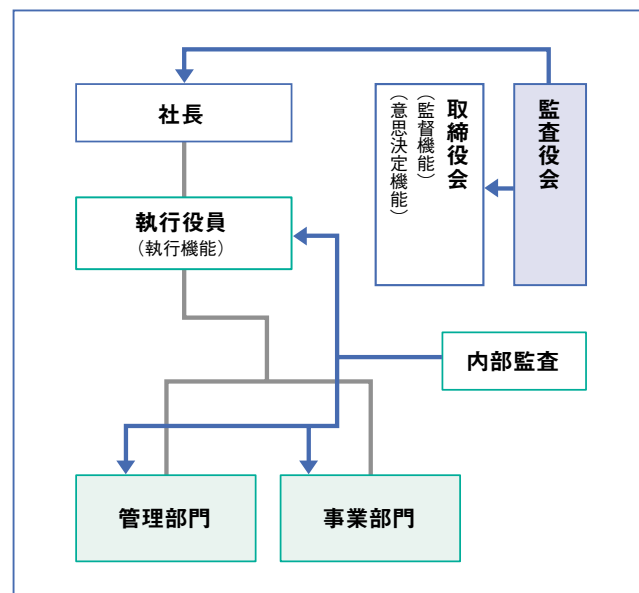 社長
執行役員
（執行機能）
取締役会
（監督機能）
（意思決定機能）
監査役会
内部監査
管理部門
事業部門